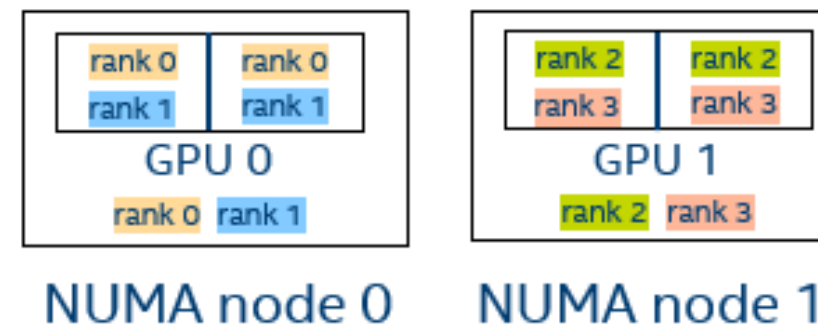 rank 0 rank 0
rank 1 rank 1
GPU 0
rank 0 rank 1
NUMA node 0
rank 2 rank 2
rank 3 rank 3
GPU 1
rank 2 rank 3
NUMA node 1